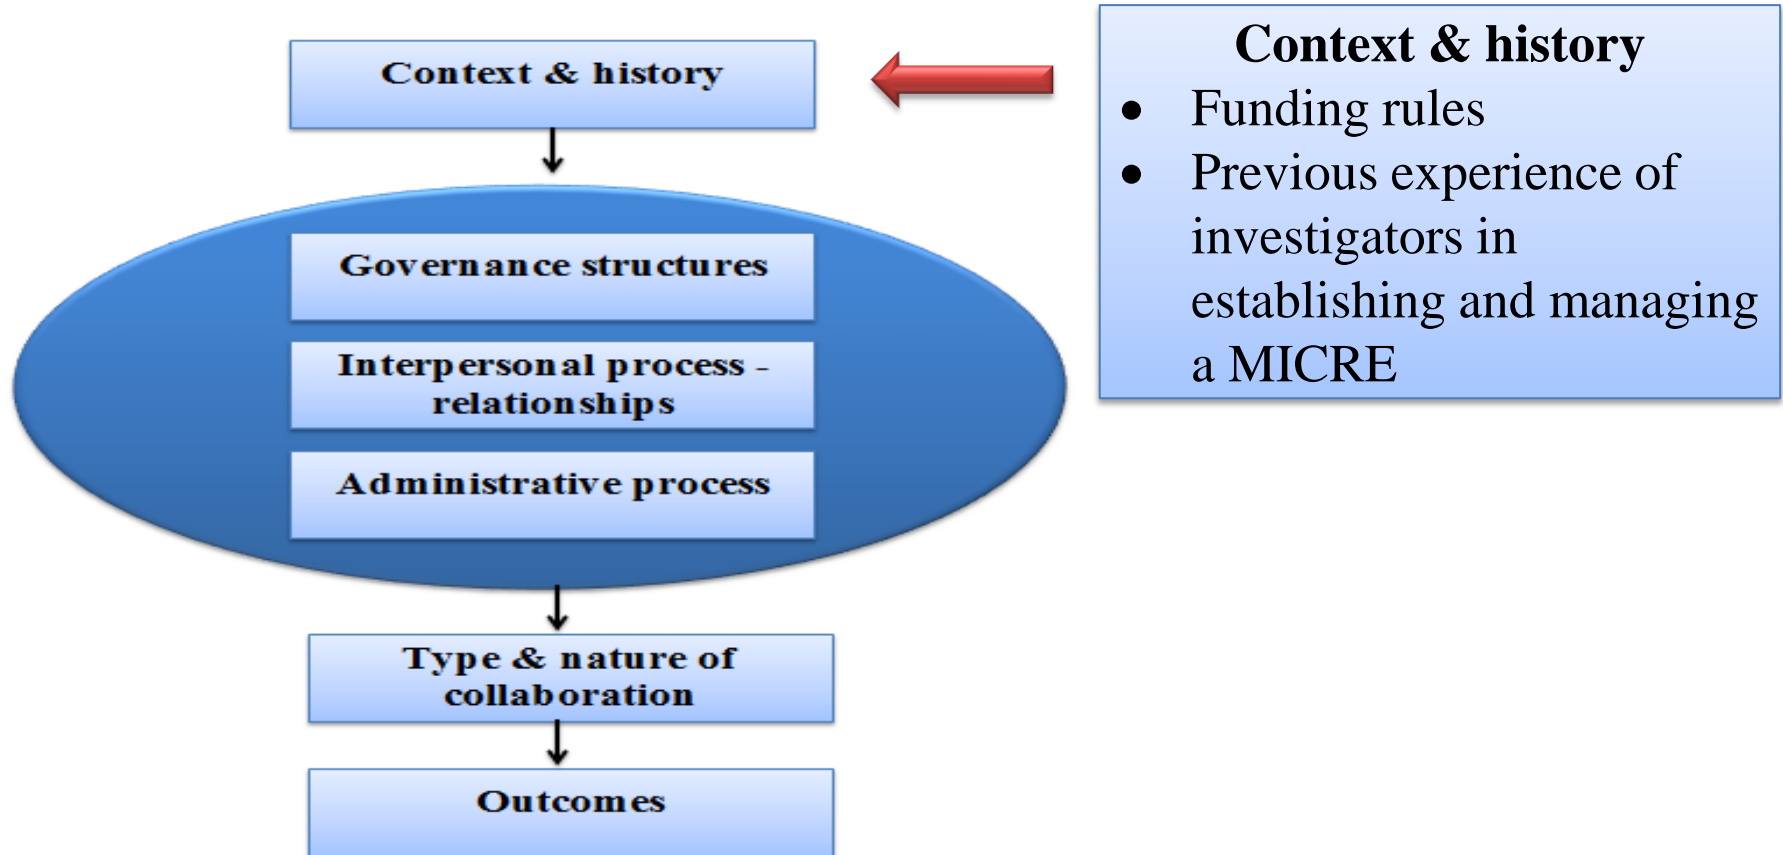 Context & history
Governance structures
Interpersonal process -
relationships
Administrative process
Type & nature of
collaboration
Outcomes
Context & history
• Funding rules
• Previous experience of
investigators in
establishing and managing
a MICRE